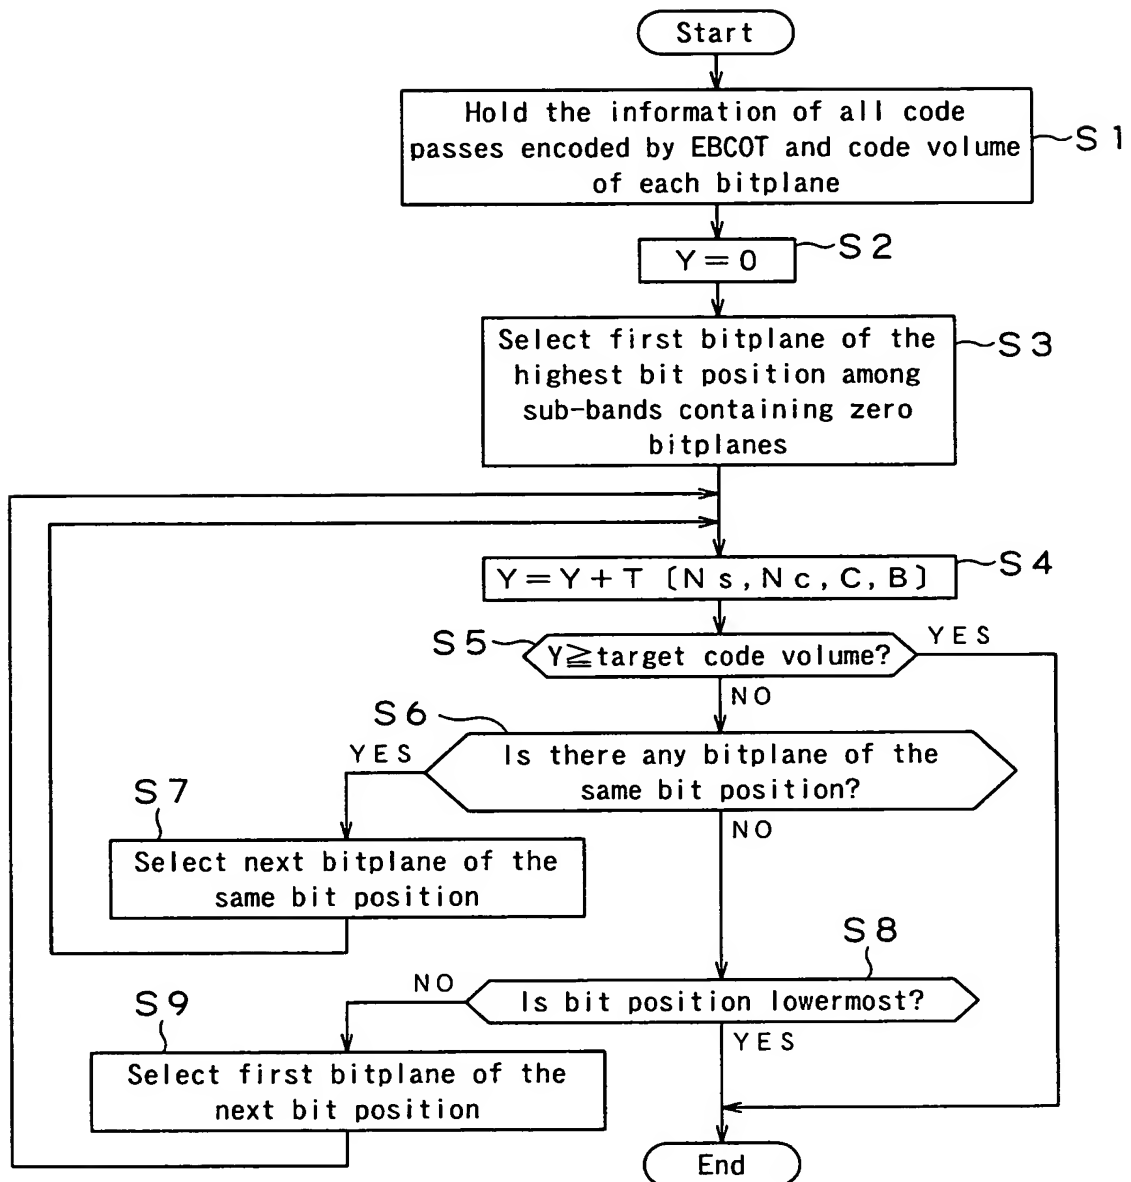 Start
Hold the information of all code
passes encoded by EBCOT and code volume
of each bitplane
S1
Y=0
S2
Select first bitplane of the
highest bit position among
sub-bands containing zero
bitplanes
S3
Y=Y+T [Ns,Nc,C,B]
S4
S5
Y≧target code volume?
YES
NO
S6
Is there any bitplane of the
same bit position?
YES
NO
S7
Select next bitplane of the
same bit position
S8
Is bit position lowermost?
NO
YES
S9
Select first bitplane of the
next bit position
End